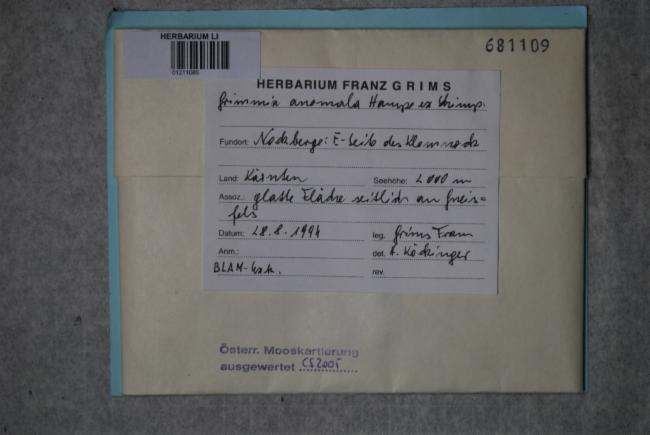 HERBARIUM LI
01211085
681109
HERBARIUM FRANZ GRIMS
Grimmia anomala Hampe ex Schimp.
Fundort: Nockberge: E-Seite des Klomnock
Land: Kärnten Seehöhe: 2000 m
Assoz.: glatte Fläche seitlich an Gneis=
fels
Datum: 28.8.1994 leg. Grims Franz
Anm.: det. H. Köckinger
BLAM-Exk. rev.
Österr. Mooskartierung
ausgewertet CS2005